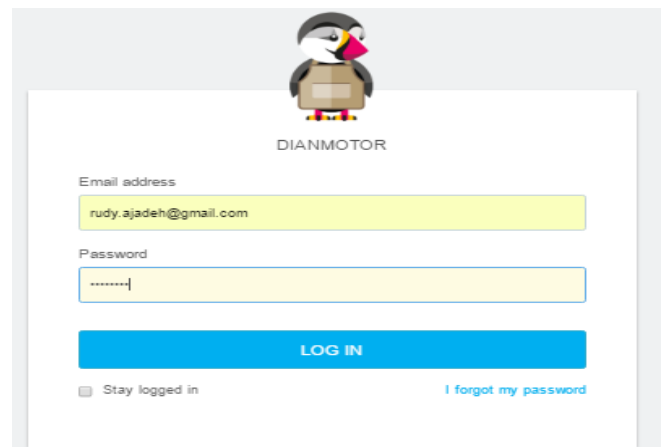 DIANMOTOR
Email address
rudy.ajadeh@gmail.com
Password
········
LOG IN
Stay logged in
I forgot my password